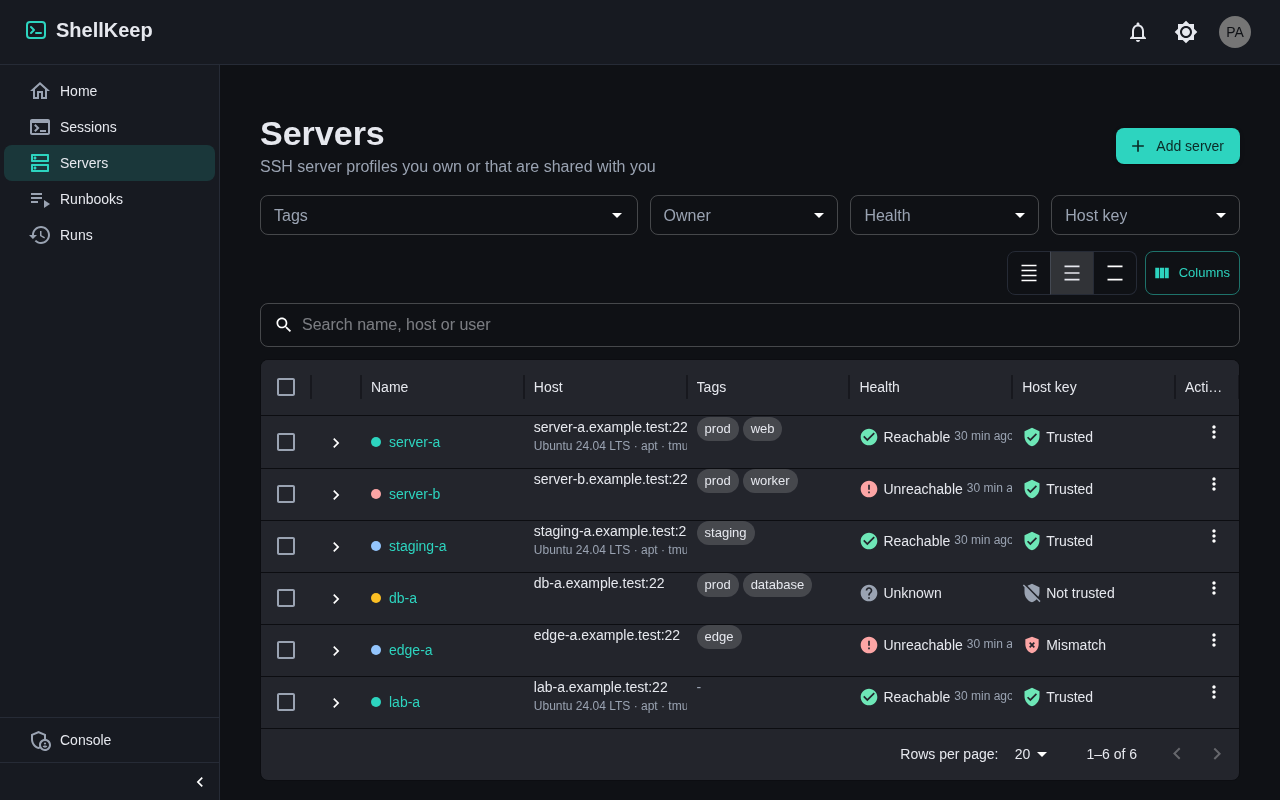 ShellKeep
PA
Home
Sessions
Servers
Runbooks
Runs
Console
Servers
SSH server profiles you own or that are shared with you
Add server
Tags
Owner
Health
Host key
Columns
Search name, host or user
Name Host Tags Health Host key Acti…
server-a server-a.example.test:22 prod web Reachable 30 min ago Trusted
Ubuntu 24.04 LTS · apt · tmu
server-b server-b.example.test:22 prod worker Unreachable 30 min a Trusted
staging-a staging-a.example.test:2 staging Reachable 30 min ago Trusted
Ubuntu 24.04 LTS · apt · tmu
db-a db-a.example.test:22 prod database Unknown Not trusted
edge-a edge-a.example.test:22 edge Unreachable 30 min a Mismatch
lab-a lab-a.example.test:22 - Reachable 30 min ago Trusted
Ubuntu 24.04 LTS · apt · tmu
Rows per page: 20 1–6 of 6